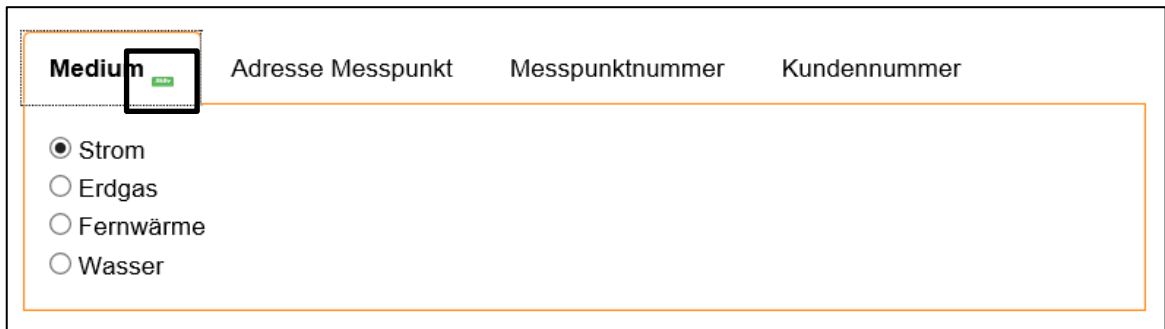 Medium Adresse Messpunkt Messpunktnummer Kundennummer
Strom
Erdgas
Fernwärme
Wasser